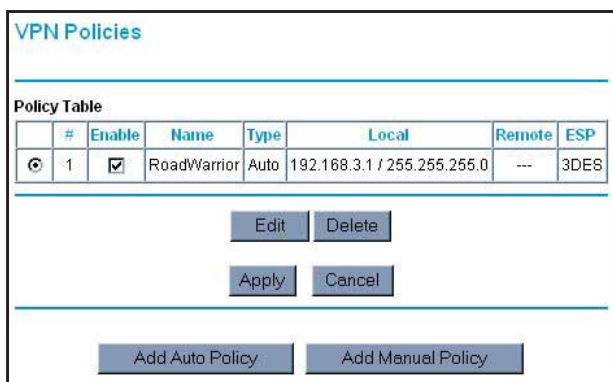 VPN Policies
Policy Table
# Enable Name Type Local Remote ESP
1 RoadWarrior Auto 192.168.3.1 / 255.255.255.0 --- 3DES
Edit Delete
Apply Cancel
Add Auto Policy Add Manual Policy